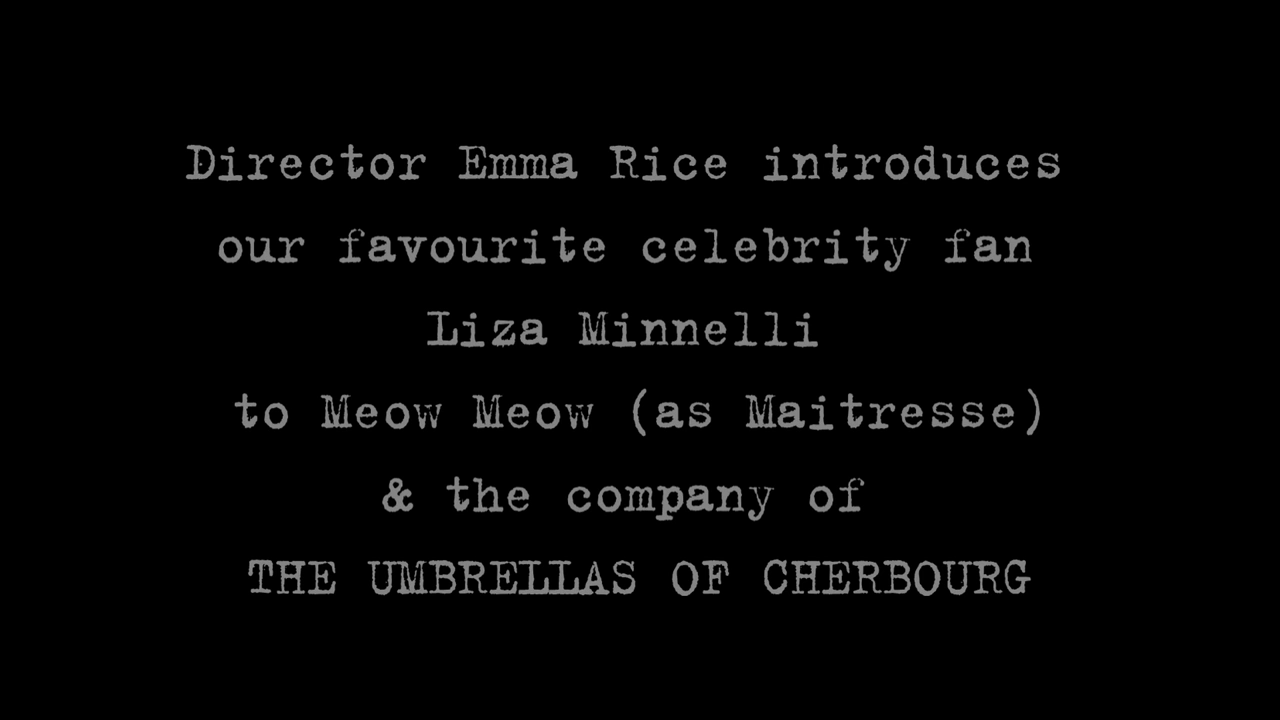 Director Emma Rice introduces
our favourite celebrity fan
Liza Minnelli
to Meow Meow (as Maitresse)
& the company of
THE UMBRELLAS OF CHERBOURG